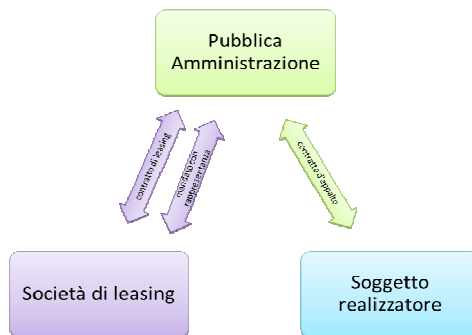 Pubblica
Amministrazione
contratto di leasing
mandato con
rappresentanza
contratto d'appalto
Società di leasing
Soggetto
realizzatore